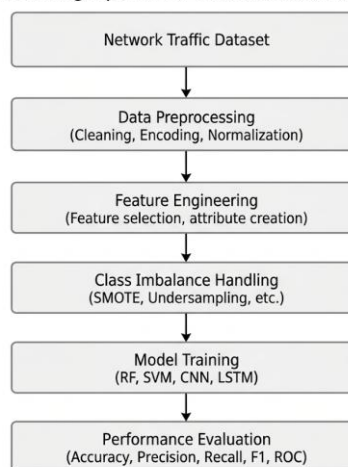 Network Traffic Dataset
Data Preprocessing
(Cleaning, Encoding, Normalization)
Feature Engineering
(Feature selection, attribute creation)
Class Imbalance Handling
(SMOTE, Undersampling, etc.)
Model Training
(RF, SVM, CNN, LSTM)
Performance Evaluation
(Accuracy, Precision, Recall, F1, ROC)